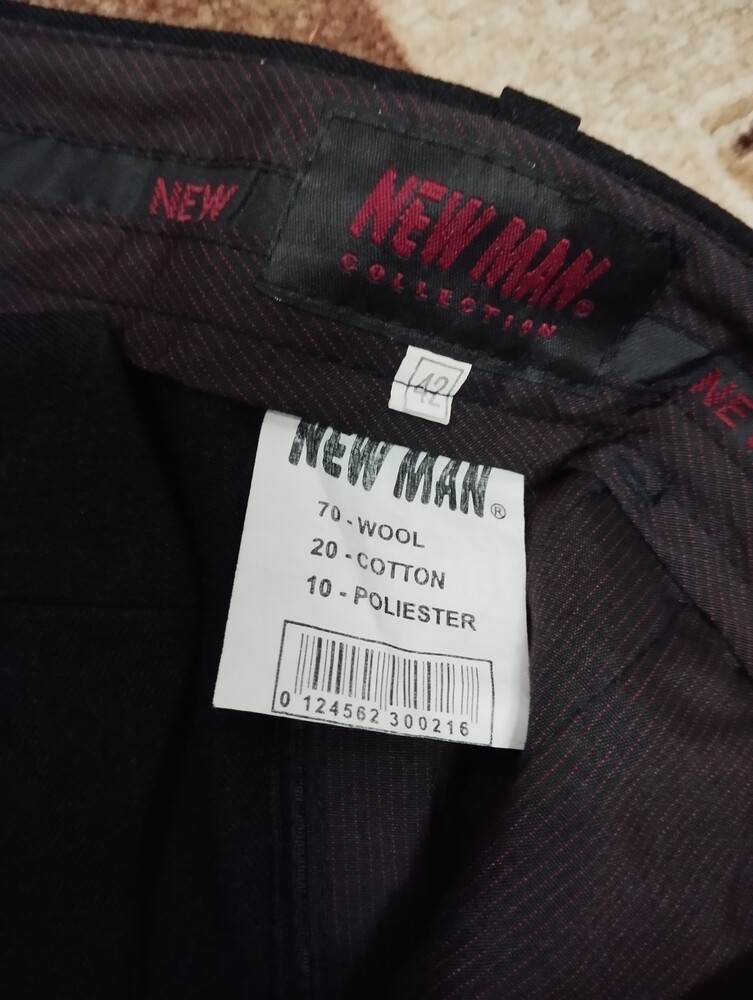 NEW
NEW MAN®
COLLECTION
NEW
42
NEW MAN®
70 - WOOL
20 - COTTON
10 - POLIESTER
0 124562 300216